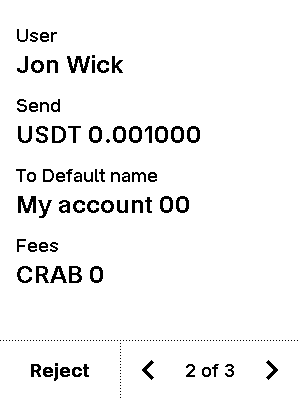 User
Jon Wick
Send
USDT 0.001000
To Default name
My account 00
Fees
CRAB 0
Reject
2 of 3